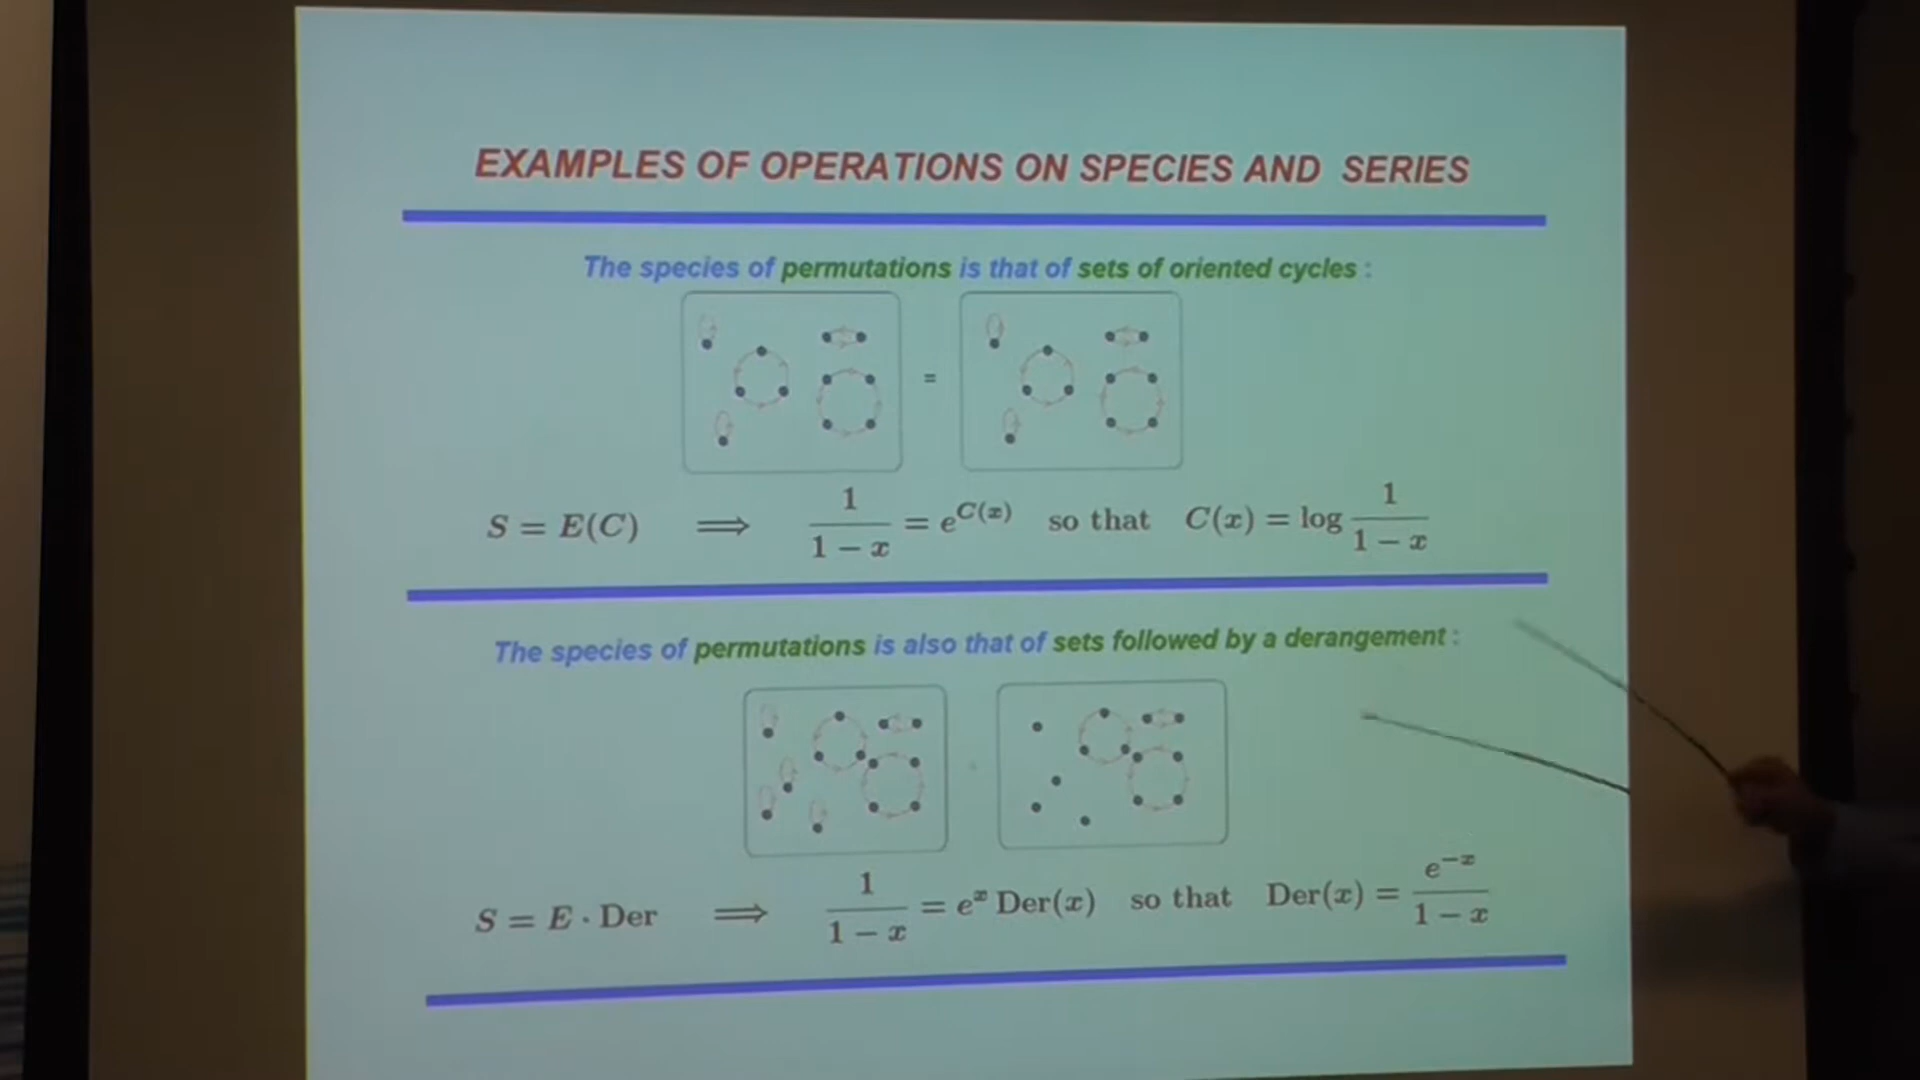 EXAMPLES OF OPERATIONS ON SPECIES AND SERIES
The species of permutations is that of sets of oriented cycles :
=
S = E(C) ⟹ 1/(1 − x) = e^{C(x)} so that C(x) = log 1/(1 − x)
The species of permutations is also that of sets followed by a derangement :
S = E · Der ⟹ 1/(1 − x) = e^x Der(x) so that Der(x) = e^{−x}/(1 − x)